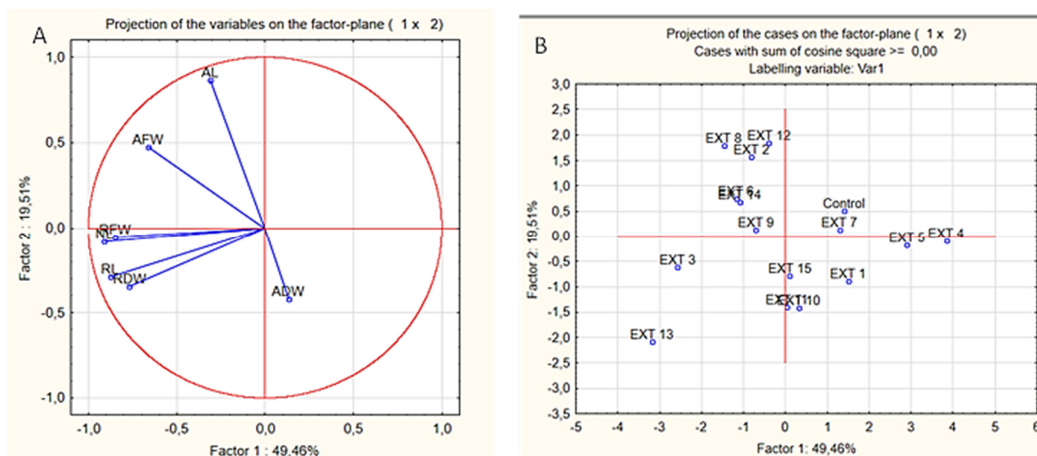 A
Projection of the variables on the factor-plane ( 1 x 2)
1,0
0,5
0,0
-0,5
-1,0
Factor 2 : 19,51%
AL
AFW
RFW
NL
RL
RDW
ADW
-1,0 -0,5 0,0 0,5 1,0
Factor 1 : 49,46%
B
Projection of the cases on the factor-plane ( 1 x 2)
Cases with sum of cosine square >= 0,00
Labelling variable: Var1
3,0
2,5
2,0
1,5
1,0
0,5
0,0
-0,5
-1,0
-1,5
-2,0
-2,5
-3,0
-3,5
Factor 2: 19,51%
EXT 12
EXT 8
EXT 2
EXT 6
EXT 14
Control
EXT 9
EXT 7
EXT 5
EXT 4
EXT 3
EXT 15
EXT 1
EXT 11
EXT 10
EXT 13
-5 -4 -3 -2 -1 0 1 2 3 4 5 6
Factor 1: 49,46%